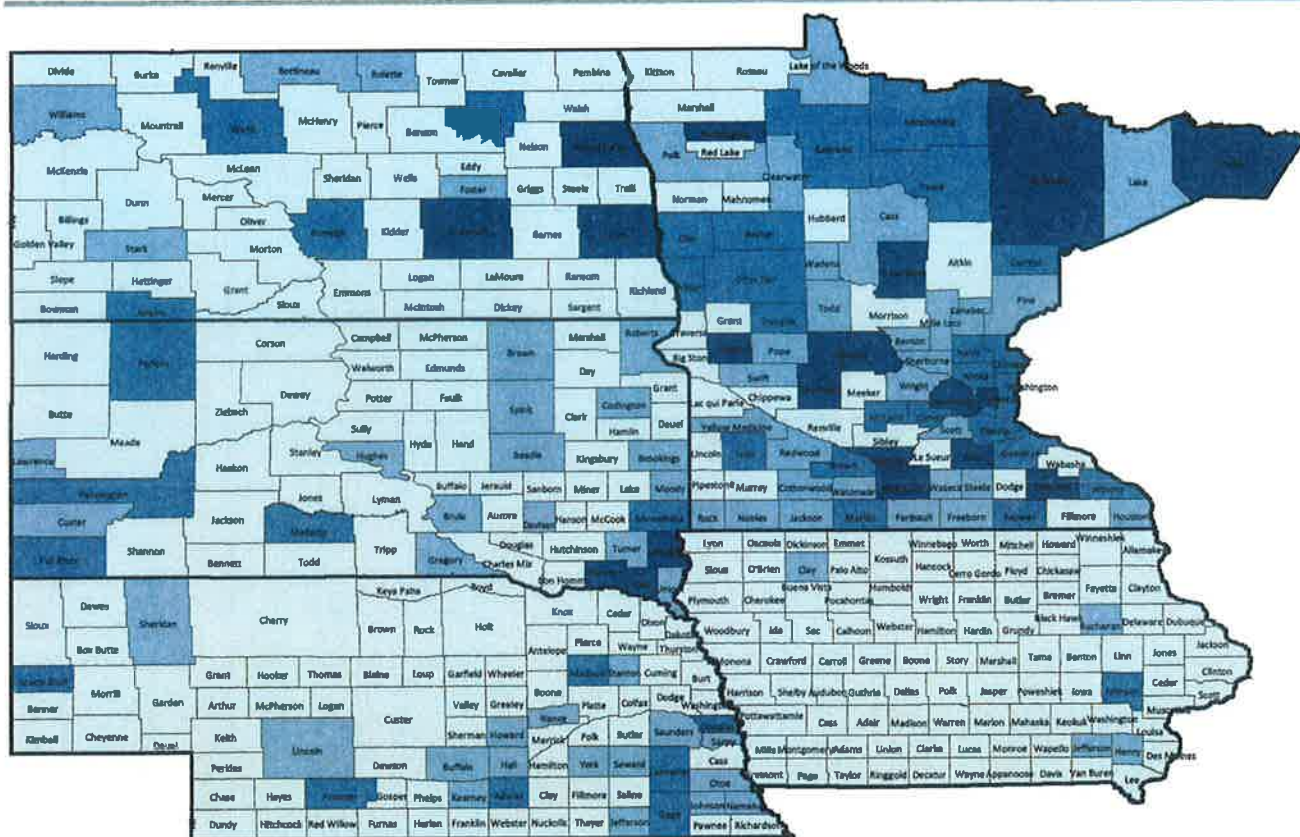 Divide Burke Renville Bottineau Rolette Towner Cavalier Pembina Kittson Roseau Lake of the Woods
Williams Mountrail Ward McHenry Pierce Benson Walsh Marshall
McKenzie McLean Sheridan Wells Eddy Nelson Polk Red Lake
Dunn Mercer Foster Griggs Steele Traill Norman Mahnomen Clearwater
Golden Valley Billings Stark Oliver Morton Kidder Barnes Hubbard Cass Lake
Slope Hettinger Grant Sioux Emmons Logan LaMoure Ransom Richland Wadena Aitkin
Bowman McIntosh Dickey Sargent Grant Todd Morrison Mille Lacs Kanabec Pine
Harding Perkins Corson Campbell McPherson Brown Marshall Roberts Traverse Pope Benton
Walworth Edmunds Day Big Stone Swift Sherburne
Butte Ziebach Dewey Potter Faulk Spink Grant Lac qui Parle Chippewa Meeker Wright Washington
Meade Sully Hyde Hand Clark Codington Hamlin Deuel Yellow Medicine Renville Sibley Scott
Lawrence Haakon Stanley Hughes Beadle Kingsbury Brookings Lincoln Redwood Brown Le Sueur Wabasha
Pennington Jones Lyman Buffalo Jerauld Sanborn Miner Lake Moody Pipestone Murray Cottonwood Watonwan Waseca Steele Dodge
Custer Jackson Mellette Brule Aurora Davison Hanson McCook Minnehaha Rock Nobles Jackson Martin Faribault Freeborn Mower Fillmore Houston
Fall River Shannon Bennett Todd Tripp Gregory Douglas Charles Mix Hutchinson Turner Bon Homme
Lyon Osceola Dickinson Emmet Kossuth Winnebago Worth Mitchell Howard Winneshiek Allamakee
Sioux O'Brien Clay Palo Alto Hancock Cerro Gordo Floyd Chickasaw
Plymouth Cherokee Buena Vista Pocahontas Humboldt Wright Franklin Butler Bremer Fayette Clayton
Sioux Dawes Sheridan Cherry Keya Paha Boyd Knox Cedar Dixon Dakota
Box Butte Brown Rock Holt Antelope Pierce Wayne Thurston Woodbury Ida Sac Calhoun Webster Hamilton Hardin Grundy Black Hawk Buchanan Delaware Dubuque
Scotts Bluff Morrill Garden Grant Hooker Thomas Blaine Loup Garfield Wheeler Madison Stanton Cuming Burt Monona Crawford Carroll Greene Boone Story Marshall Tama Benton Linn Jones Jackson
Banner Arthur McPherson Logan Custer Valley Greeley Boone Platte Colfax Dodge Washington Harrison Shelby Audubon Guthrie Dallas Polk Jasper Poweshiek Iowa Johnson Cedar Clinton Scott
Kimball Cheyenne Deuel Keith Lincoln Sherman Howard Nance Merrick Polk Butler Saunders Sarpy Pottawattamie Cass Adair Madison Warren Marion Mahaska Keokuk Washington Louisa
Perkins Dawson Buffalo Hall Hamilton York Seward Cass Mills Montgomery Adams Union Clarke Lucas Monroe Wapello Jefferson Henry Des Moines
Chase Hayes Frontier Gosper Phelps Kearney Adams Clay Fillmore Saline Otoe Page Taylor Ringgold Decatur Wayne Appanoose Davis Van Buren Lee
Dundy Hitchcock Red Willow Furnas Harlan Franklin Webster Nuckolls Thayer Jefferson Gage Johnson Nemaha Pawnee Richardson